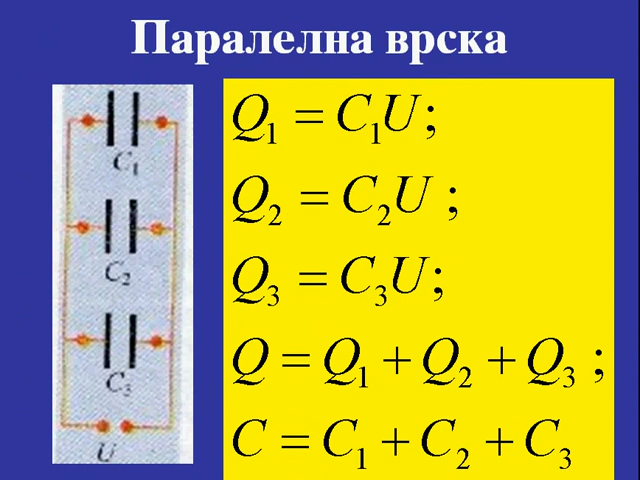 Паралелна врска
C₁
C₂
C₃
U
Q₁ = C₁U;
Q₂ = C₂U ;
Q₃ = C₃U;
Q = Q₁ + Q₂ + Q₃ ;
C = C₁ + C₂ + C₃